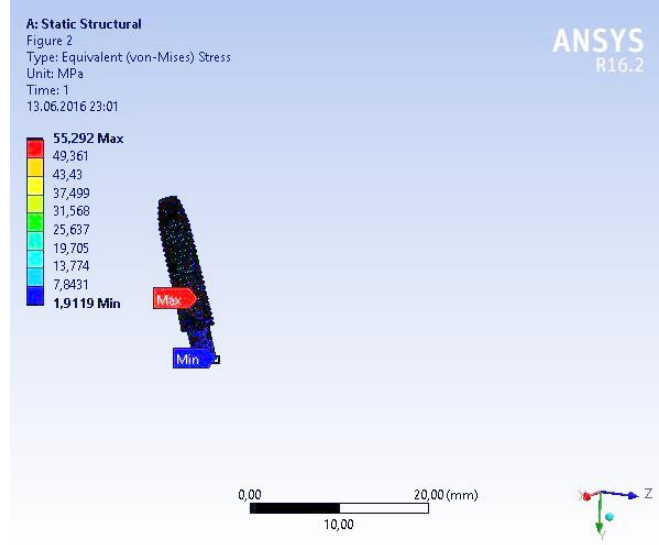 A: Static Structural
Figure 2
Type: Equivalent (von-Mises) Stress
Unit: MPa
Time: 1
13.06.2016 23:01
ANSYS
R16.2
55,292 Max
49,361
43,43
37,499
31,568
25,637
19,705
13,774
7,8431
1,9119 Min
Max
Min
0,00 20,00 (mm)
10,00
X Z
Y